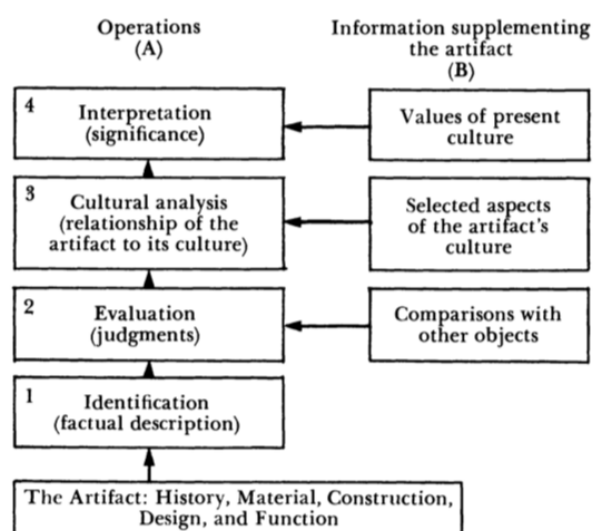 Operations
(A)
Information supplementing
the artifact
(B)
4
Interpretation
(significance)
Values of present
culture
3
Cultural analysis
(relationship of the
artifact to its culture)
Selected aspects
of the artifact's
culture
2
Evaluation
(judgments)
Comparisons with
other objects
1
Identification
(factual description)
The Artifact: History, Material, Construction,
Design, and Function